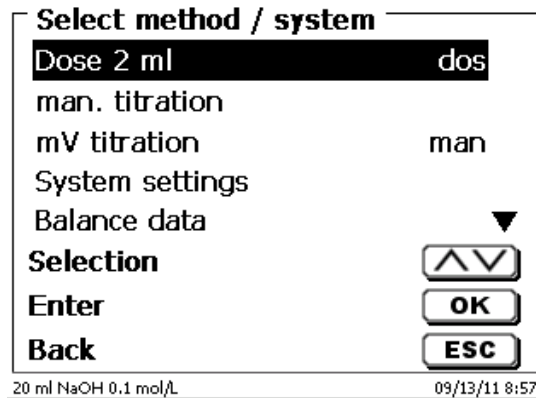 Select method / system
Dose 2 ml dos
man. titration
mV titration man
System settings
Balance data
Selection
Enter OK
Back ESC
20 ml NaOH 0.1 mol/L 09/13/11 8:57